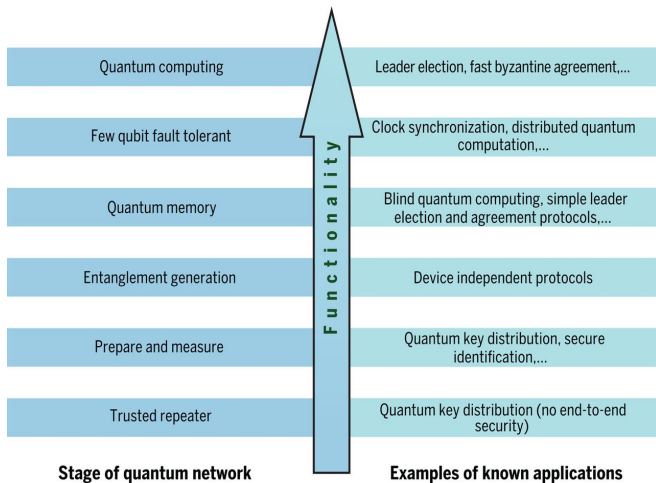 Quantum computing
Leader election, fast byzantine agreement,...
Few qubit fault tolerant
Clock synchronization, distributed quantum
computation,...
Quantum memory
Blind quantum computing, simple leader
election and agreement protocols,...
Entanglement generation
Device independent protocols
Prepare and measure
Quantum key distribution, secure
identification,...
Trusted repeater
Quantum key distribution (no end-to-end
security)
Functionality
Stage of quantum network
Examples of known applications